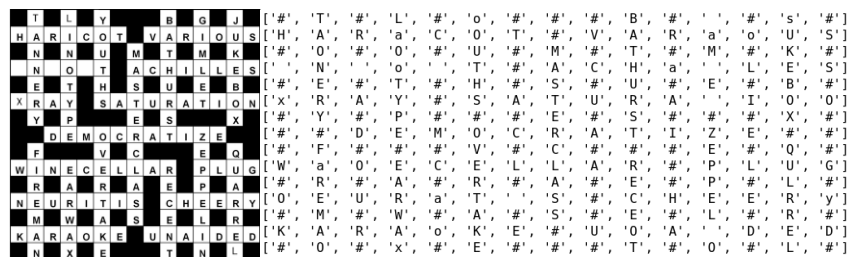 T L Y B G J
HARICOT VARIOUS
N N U M T M K
N O T ACHILLES
E T H S U E B
X RAY SATURATION
Y P E S X
DEMOCRATIZE
F V C E Q
WINECELLAR PLUG
R A R A E P A
NEURITIS CHEERY
M W A S E L R
KARAOKE UNAIDED
N X E T N L
['#', 'T', '#', 'L', '#', 'o', '#', '#', '#', 'B', '#', ' ', '#', 's', '#']
['H', 'A', 'R', 'a', 'C', 'O', 'T', '#', 'V', 'A', 'R', 'a', 'o', 'U', 'S']
['#', 'O', '#', 'O', '#', 'U', '#', 'M', '#', 'T', '#', 'M', '#', 'K', '#']
[' ', 'N', ' ', 'o', ' ', 'T', '#', 'A', 'C', 'H', 'a', ' ', 'L', 'E', 'S']
['#', 'E', '#', 'T', '#', 'H', '#', 'S', '#', 'U', '#', 'E', '#', 'B', '#']
['x', 'R', 'A', 'Y', '#', 'S', 'A', 'T', 'U', 'R', 'A', ' ', 'I', 'O', 'O']
['#', 'Y', '#', 'P', '#', '#', '#', 'E', '#', 'S', '#', '#', '#', 'X', '#']
['#', '#', 'D', 'E', 'M', 'O', 'C', 'R', 'A', 'T', 'I', 'Z', 'E', '#', '#']
['#', 'F', '#', '#', '#', 'V', '#', 'C', '#', '#', '#', 'E', '#', 'Q', '#']
['W', 'a', 'O', 'E', 'C', 'E', 'L', 'L', 'A', 'R', '#', 'P', 'L', 'U', 'G']
['#', 'R', '#', 'A', '#', 'R', '#', 'A', '#', 'E', '#', 'P', '#', 'L', '#']
['O', 'E', 'U', 'R', 'a', 'T', ' ', 'S', '#', 'C', 'H', 'E', 'E', 'R', 'y']
['#', 'M', '#', 'W', '#', 'A', '#', 'S', '#', 'E', '#', 'L', '#', 'R', '#']
['K', 'A', 'R', 'A', 'o', 'K', 'E', '#', 'U', 'O', 'A', ' ', 'D', 'E', 'D']
['#', 'O', '#', 'x', '#', 'E', '#', '#', '#', 'T', '#', 'O', '#', 'L', '#']